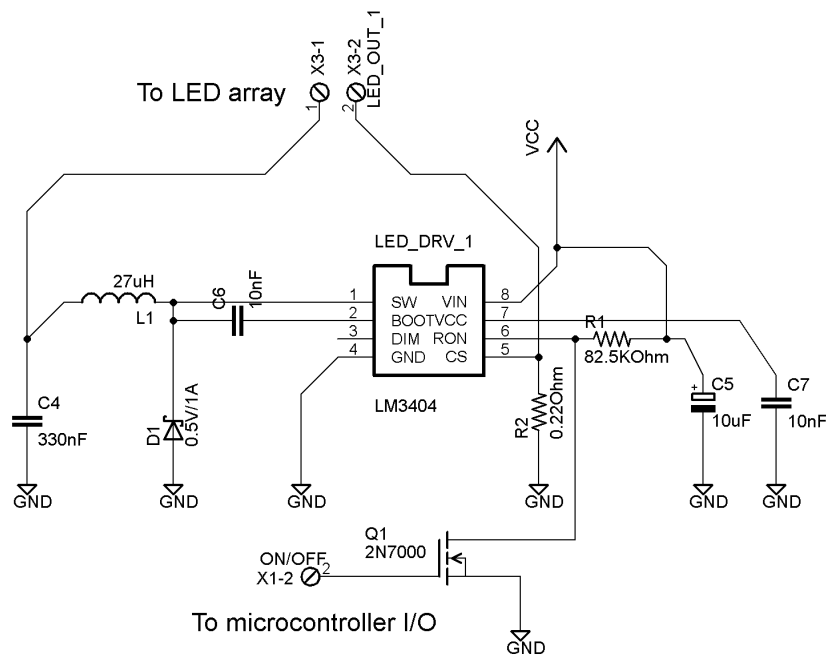 X3-1
X3-2
LED_OUT_1
To LED array
1
2
VCC
LED_DRV_1
27uH
L1
C6
10nF
1 SW VIN 8
2 BOOTVCC 7
3 DIM RON 6
4 GND CS 5
LM3404
R1
82.5KOhm
C4
330nF
D1
0.5V/1A
R2
0.22Ohm
+
C5
10uF
C7
10nF
GND
GND
GND
GND
GND
GND
Q1
2N7000
ON/OFF
X1-2
2
To microcontroller I/O
GND